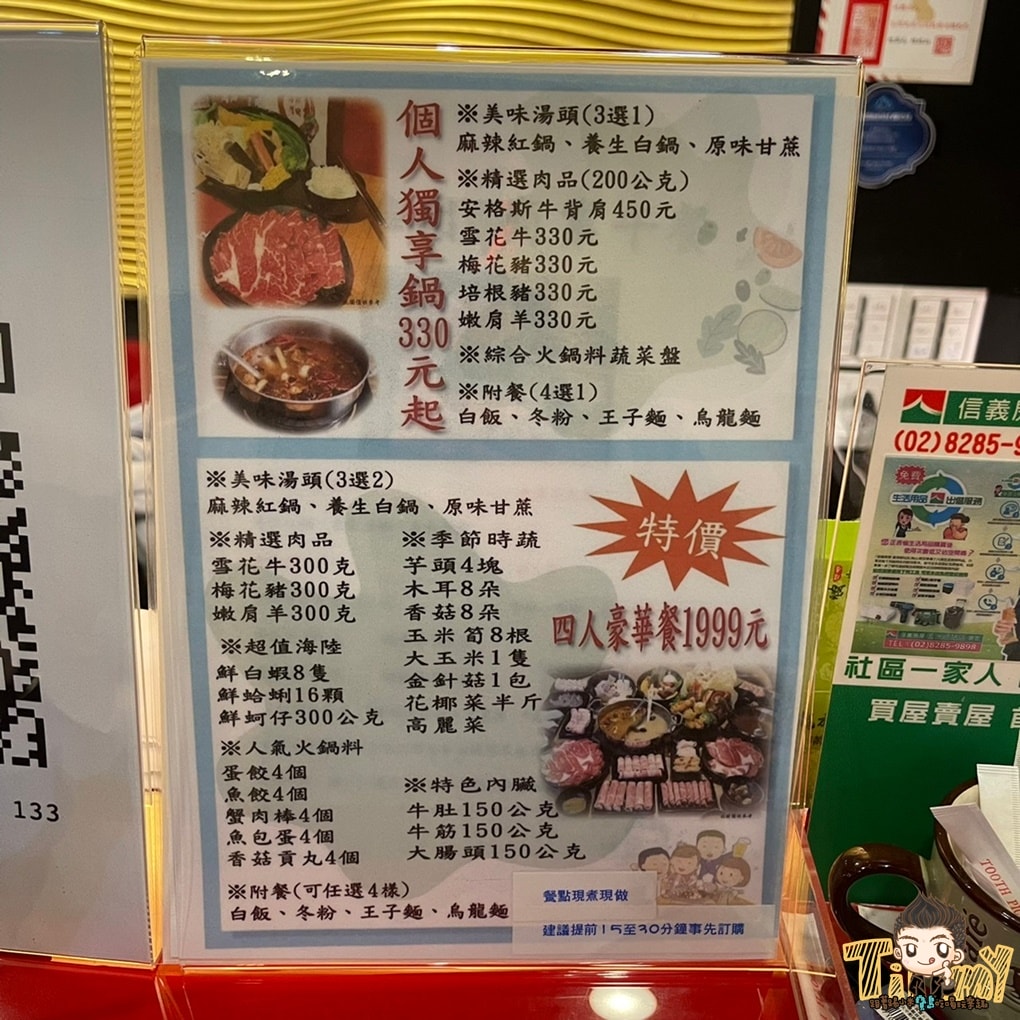 個人獨享鍋330元起
※美味湯頭(3選1)
麻辣紅鍋、養生白鍋、原味甘蔗
※精選肉品(200公克)
安格斯牛背肩450元
雪花牛330元
梅花豬330元
培根豬330元
嫩肩羊330元
※綜合火鍋料蔬菜盤
※附餐(4選1)
白飯、冬粉、王子麵、烏龍麵
※美味湯頭(3選2)
麻辣紅鍋、養生白鍋、原味甘蔗
※精選肉品
雪花牛300克
梅花豬300克
嫩肩羊300克
※超值海陸
鮮白蝦8隻
鮮蛤蜊16顆
鮮蚵仔300公克
※人氣火鍋料
蛋餃4個
魚餃4個
蟹肉棒4個
魚包蛋4個
香菇貢丸4個
※附餐(可任選4樣)
白飯、冬粉、王子麵、烏龍麵
※季節時蔬
芋頭4塊
木耳8朵
香菇8朵
玉米筍8根
大玉米1隻
金針菇1包
花椰菜半斤
高麗菜
※特色內臟
牛肚150公克
牛筋150公克
大腸頭150公克
特價
四人豪華餐1999元
餐點現煮現做
建議提前15至30分鐘事先訂購
133
信義房
(02)8285-9
免費
生活用品
出借服務
TEL:(02)8285-9898
社區一家人
買屋賣屋
TOOTH PI